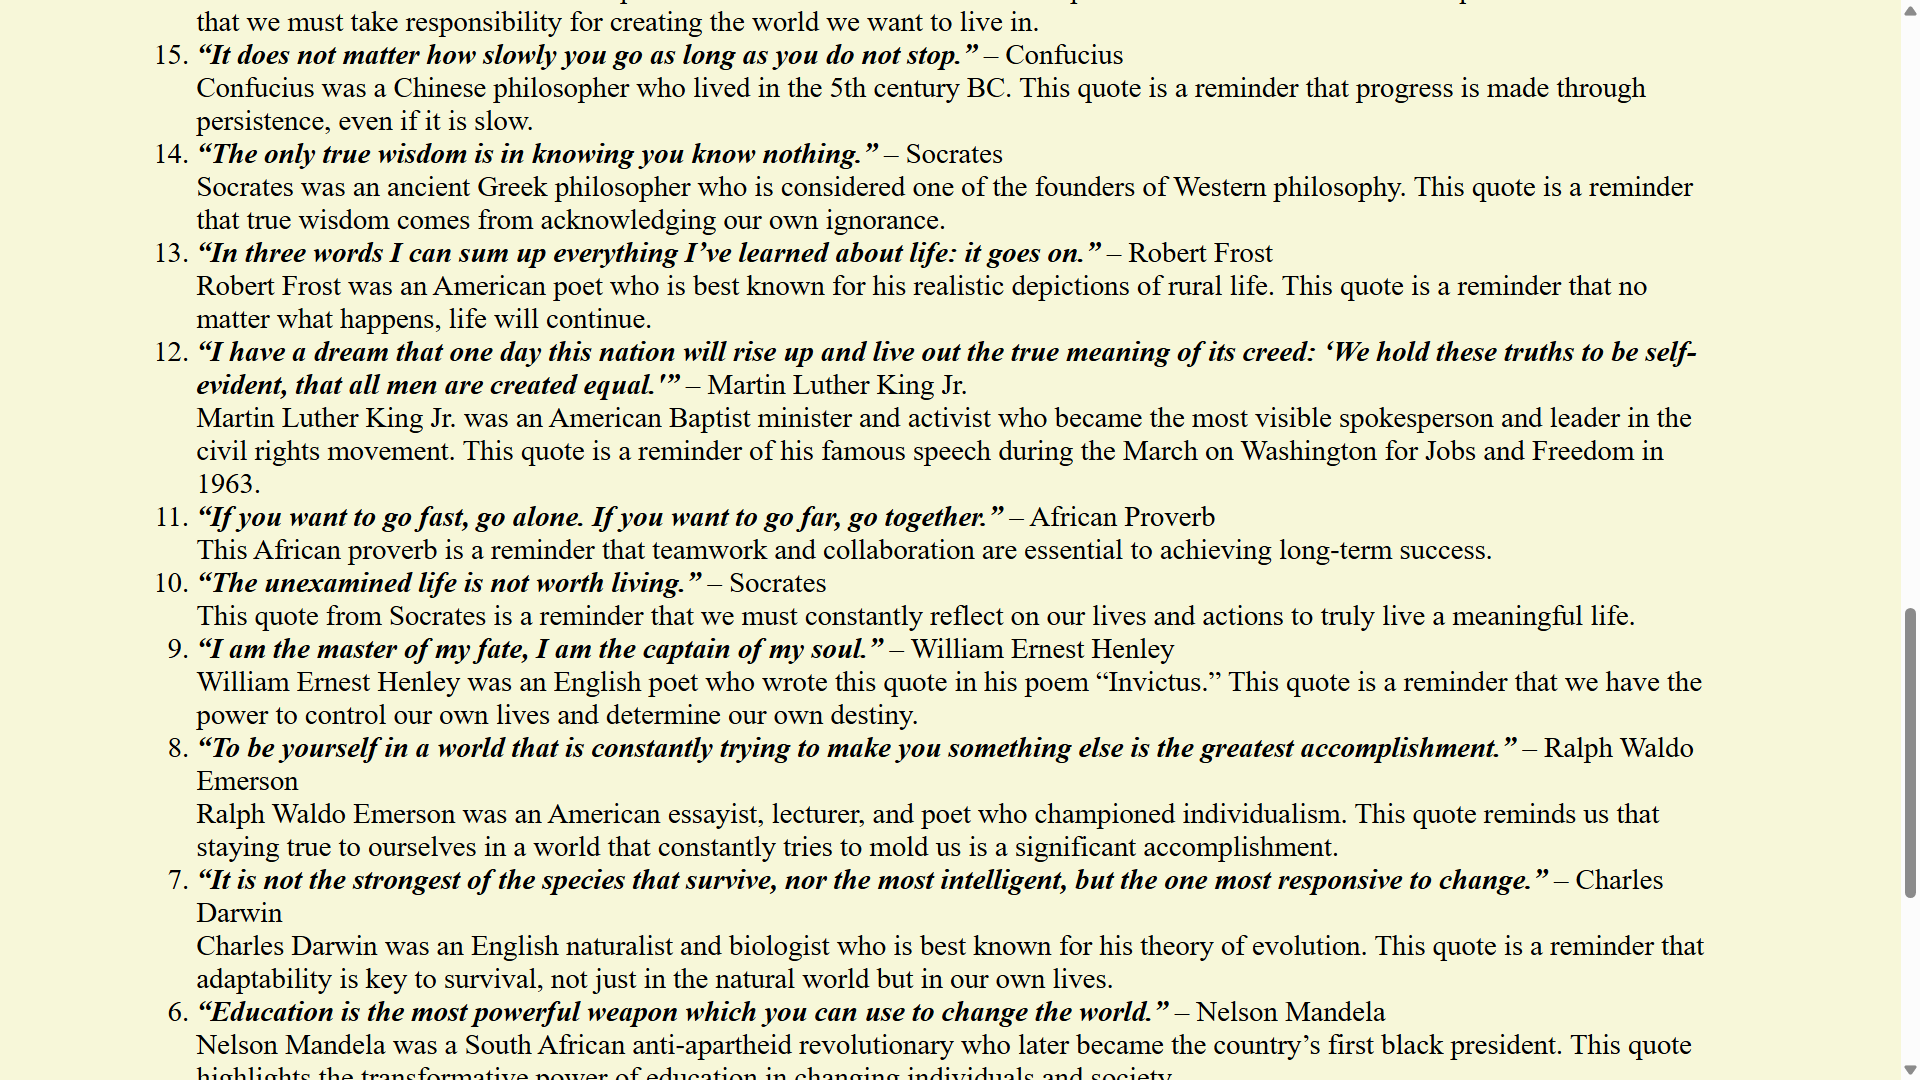 that we must take responsibility for creating the world we want to live in.
15. “It does not matter how slowly you go as long as you do not stop.” – Confucius
Confucius was a Chinese philosopher who lived in the 5th century BC. This quote is a reminder that progress is made through
persistence, even if it is slow.
14. “The only true wisdom is in knowing you know nothing.” – Socrates
Socrates was an ancient Greek philosopher who is considered one of the founders of Western philosophy. This quote is a reminder
that true wisdom comes from acknowledging our own ignorance.
13. “In three words I can sum up everything I’ve learned about life: it goes on.” – Robert Frost
Robert Frost was an American poet who is best known for his realistic depictions of rural life. This quote is a reminder that no
matter what happens, life will continue.
12. “I have a dream that one day this nation will rise up and live out the true meaning of its creed: ‘We hold these truths to be self-
evident, that all men are created equal.'” – Martin Luther King Jr.
Martin Luther King Jr. was an American Baptist minister and activist who became the most visible spokesperson and leader in the
civil rights movement. This quote is a reminder of his famous speech during the March on Washington for Jobs and Freedom in
1963.
11. “If you want to go fast, go alone. If you want to go far, go together.” – African Proverb
This African proverb is a reminder that teamwork and collaboration are essential to achieving long-term success.
10. “The unexamined life is not worth living.” – Socrates
This quote from Socrates is a reminder that we must constantly reflect on our lives and actions to truly live a meaningful life.
9. “I am the master of my fate, I am the captain of my soul.” – William Ernest Henley
William Ernest Henley was an English poet who wrote this quote in his poem “Invictus.” This quote is a reminder that we have the
power to control our own lives and determine our own destiny.
8. “To be yourself in a world that is constantly trying to make you something else is the greatest accomplishment.” – Ralph Waldo
Emerson
Ralph Waldo Emerson was an American essayist, lecturer, and poet who championed individualism. This quote reminds us that
staying true to ourselves in a world that constantly tries to mold us is a significant accomplishment.
7. “It is not the strongest of the species that survive, nor the most intelligent, but the one most responsive to change.” – Charles
Darwin
Charles Darwin was an English naturalist and biologist who is best known for his theory of evolution. This quote is a reminder that
adaptability is key to survival, not just in the natural world but in our own lives.
6. “Education is the most powerful weapon which you can use to change the world.” – Nelson Mandela
Nelson Mandela was a South African anti-apartheid revolutionary who later became the country’s first black president. This quote
highlights the transformative power of education in changing individuals and society.